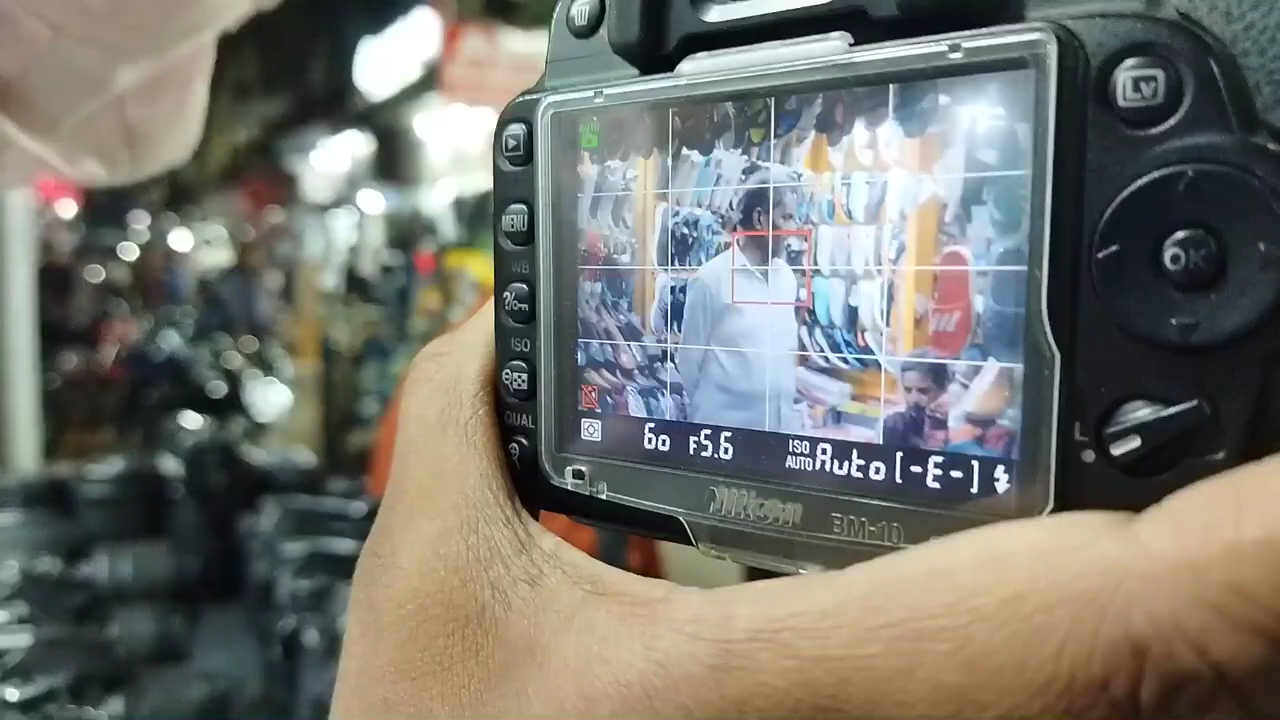 Lv
MENU
WB
OK
?
ISO
QUAL
L
60 F5.6 ISO AUTO Auto [-E-]
Nikon BM-10